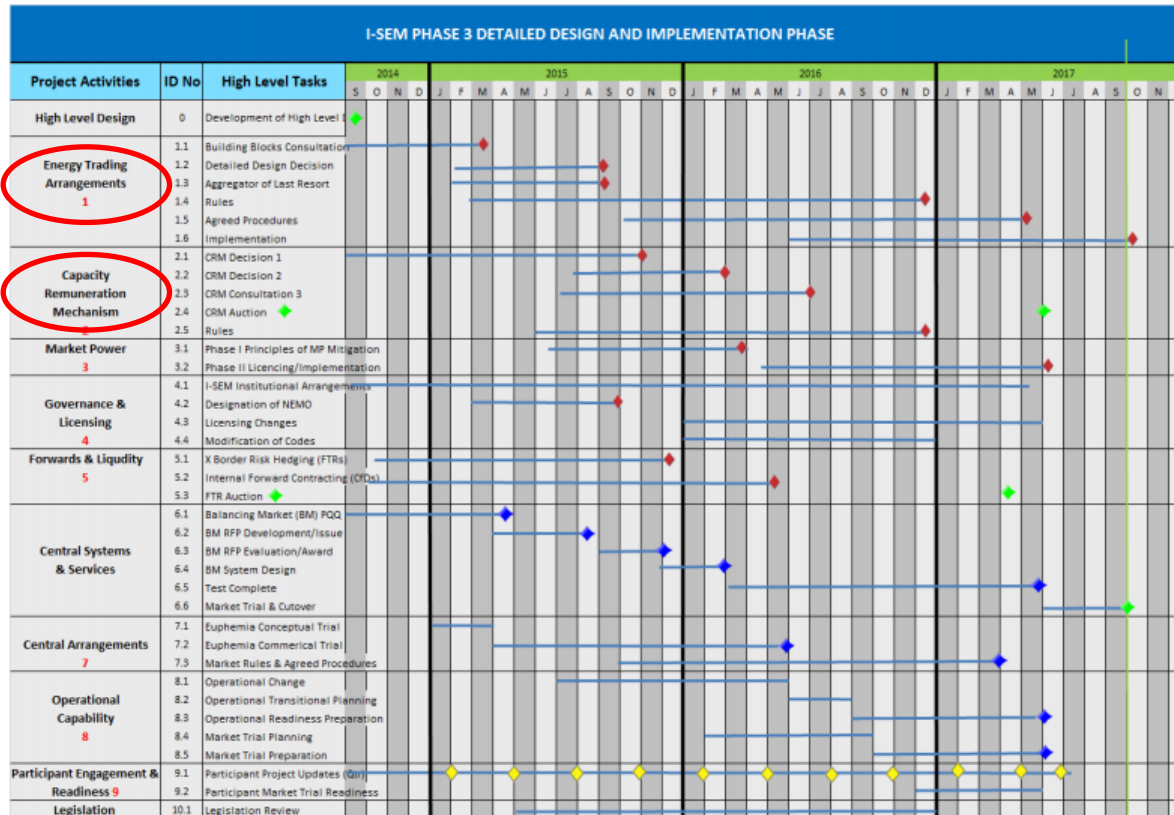 I-SEM PHASE 3 DETAILED DESIGN AND IMPLEMENTATION PHASE
Project Activities ID No High Level Tasks 2014 2015 2016 2017
S O N D J F M A M J J A S O N D J F M A M J J A S O N D J F M A M J J A S O N
High Level Design 0 Development of High Level
Energy Trading Arrangements 1
1.1 Building Blocks Consultation
1.2 Detailed Design Decision
1.3 Aggregator of Last Resort
1.4 Rules
1.5 Agreed Procedures
1.6 Implementation
Capacity Remuneration Mechanism 2
2.1 CRM Decision 1
2.2 CRM Decision 2
2.3 CRM Consultation 3
2.4 CRM Auction
2.5 Rules
Market Power 3
3.1 Phase I Principles of MP Mitigation
3.2 Phase II Licencing/Implementation
Governance & Licensing 4
4.1 I-SEM Institutional Arrangements
4.2 Designation of NEMO
4.3 Licensing Changes
4.4 Modification of Codes
Forwards & Liqudity 5
5.1 X Border Risk Hedging (FTRs)
5.2 Internal Forward Contracting (CfDs)
5.3 FTR Auction
Central Systems & Services
6.1 Balancing Market (BM) PQQ
6.2 BM RFP Development/Issue
6.3 BM RFP Evaluation/Award
6.4 BM System Design
6.5 Test Complete
6.6 Market Trial & Cutover
Central Arrangements 7
7.1 Euphemia Conceptual Trial
7.2 Euphemia Commerical Trial
7.3 Market Rules & Agreed Procedures
Operational Capability 8
8.1 Operational Change
8.2 Operational Transitional Planning
8.3 Operational Readiness Preparation
8.4 Market Trial Planning
8.5 Market Trial Preparation
Participant Engagement & Readiness 9
9.1 Participant Project Updates
9.2 Participant Market Trial Readiness
Legislation 10.1 Legislation Review